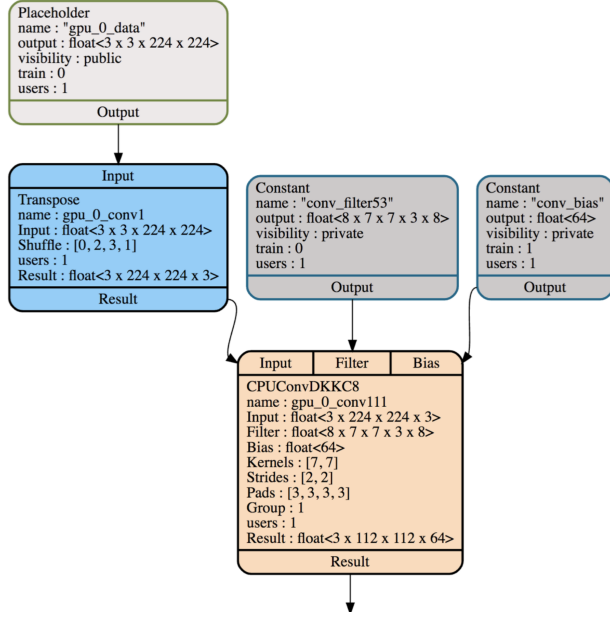 Placeholder
name : "gpu_0_data"
output : float<3 x 3 x 224 x 224>
visibility : public
train : 0
users : 1
Output
Input
Transpose
name : gpu_0_conv1
Input : float<3 x 3 x 224 x 224>
Shuffle : [0, 2, 3, 1]
users : 1
Result : float<3 x 224 x 224 x 3>
Result
Constant
name : "conv_filter53"
output : float<8 x 7 x 7 x 3 x 8>
visibility : private
train : 0
users : 1
Output
Constant
name : "conv_bias"
output : float<64>
visibility : private
train : 1
users : 1
Output
Input Filter Bias
CPUConvDKKC8
name : gpu_0_conv111
Input : float<3 x 224 x 224 x 3>
Filter : float<8 x 7 x 7 x 3 x 8>
Bias : float<64>
Kernels : [7, 7]
Strides : [2, 2]
Pads : [3, 3, 3, 3]
Group : 1
users : 1
Result : float<3 x 112 x 112 x 64>
Result